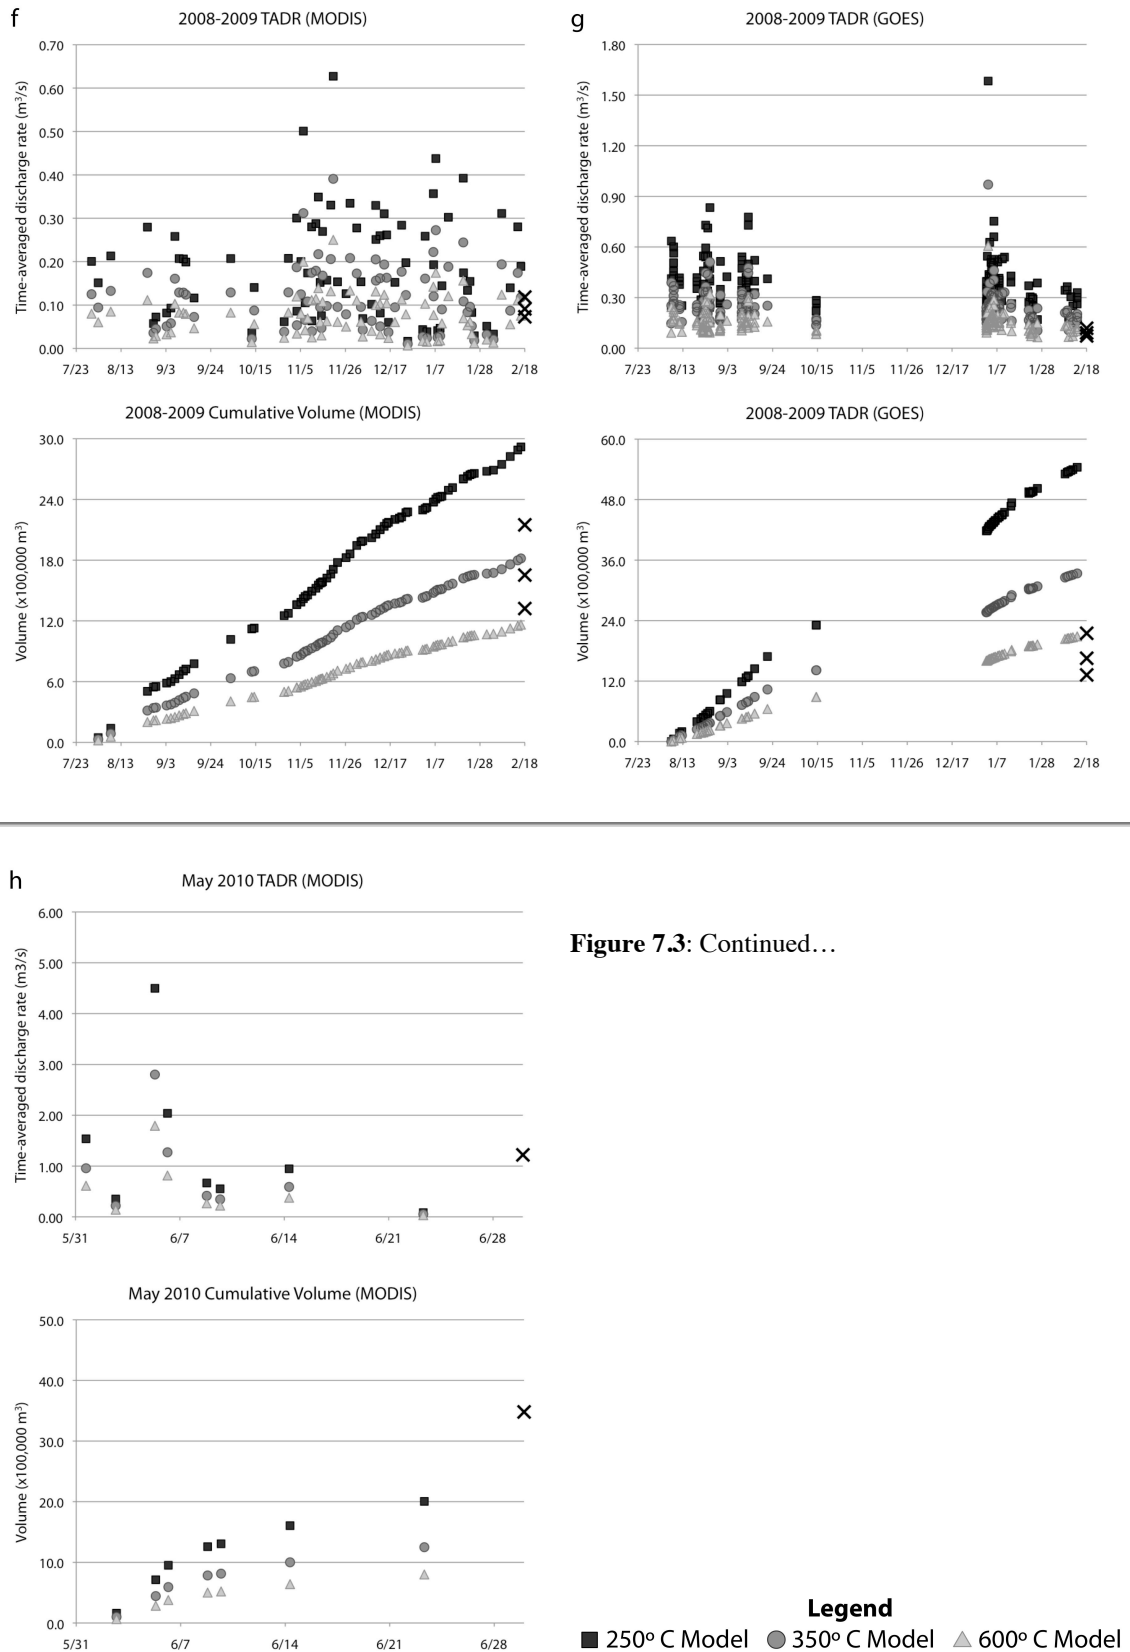 f
2008-2009 TADR (MODIS)
Time-averaged discharge rate (m³/s)
0.70
0.60
0.50
0.40
0.30
0.20
0.10
0.00
7/23 8/13 9/3 9/24 10/15 11/5 11/26 12/17 1/7 1/28 2/18
2008-2009 Cumulative Volume (MODIS)
Volume (x100,000 m³)
30.0
24.0
18.0
12.0
6.0
0.0
7/23 8/13 9/3 9/24 10/15 11/5 11/26 12/17 1/7 1/28 2/18
g
2008-2009 TADR (GOES)
Time-averaged discharge rate (m³/s)
1.80
1.50
1.20
0.90
0.60
0.30
0.00
7/23 8/13 9/3 9/24 10/15 11/5 11/26 12/17 1/7 1/28 2/18
2008-2009 TADR (GOES)
Volume (x100,000 m³)
60.0
48.0
36.0
24.0
12.0
0.0
7/23 8/13 9/3 9/24 10/15 11/5 11/26 12/17 1/7 1/28 2/18
h
May 2010 TADR (MODIS)
Time-averaged discharge rate (m3/s)
6.00
5.00
4.00
3.00
2.00
1.00
0.00
5/31 6/7 6/14 6/21 6/28
May 2010 Cumulative Volume (MODIS)
Volume (x100,000 m³)
50.0
40.0
30.0
20.0
10.0
0.0
5/31 6/7 6/14 6/21 6/28
Figure 7.3: Continued…
Legend
250º C Model 350º C Model 600º C Model